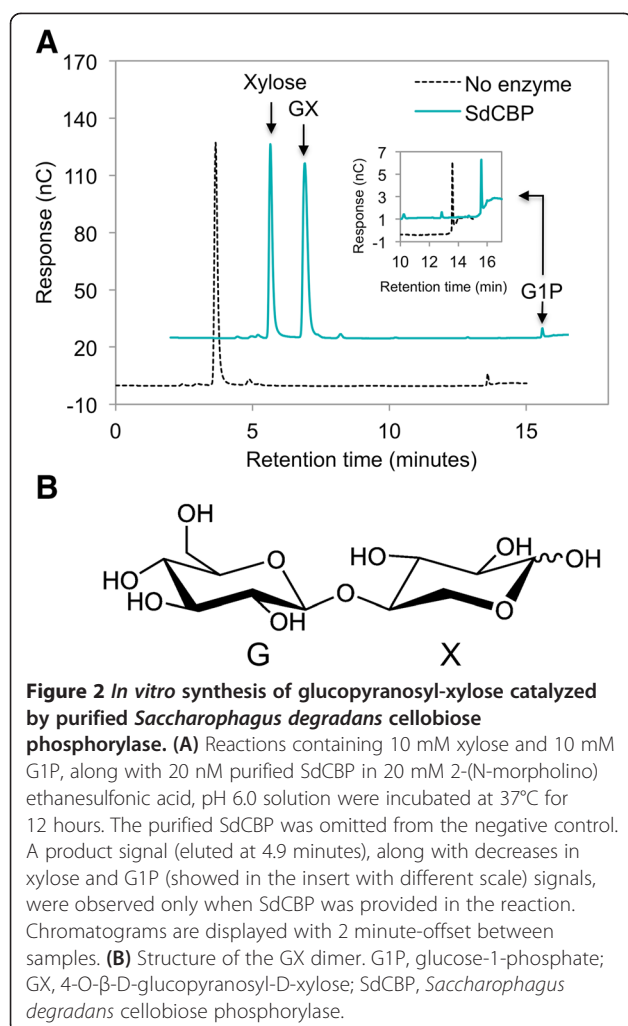 A
170
130
90
50
20
-10
Response (nC)
0
5
10
15
Retention time (minutes)
Xylose
GX
No enzyme
SdCBP
7
5
3
1
-1
Response (nC)
10 12 14 16
Retention time (min)
G1P
B
OH
HO
HO
O
OH
O
HO
OH
OH
O
G
X
Figure 2 In vitro synthesis of glucopyranosyl-xylose catalyzed
by purified Saccharophagus degradans cellobiose
phosphorylase. (A) Reactions containing 10 mM xylose and 10 mM
G1P, along with 20 nM purified SdCBP in 20 mM 2-(N-morpholino)
ethanesulfonic acid, pH 6.0 solution were incubated at 37°C for
12 hours. The purified SdCBP was omitted from the negative control.
A product signal (eluted at 4.9 minutes), along with decreases in
xylose and G1P (showed in the insert with different scale) signals,
were observed only when SdCBP was provided in the reaction.
Chromatograms are displayed with 2 minute-offset between
samples. (B) Structure of the GX dimer. G1P, glucose-1-phosphate;
GX, 4-O-β-D-glucopyranosyl-D-xylose; SdCBP, Saccharophagus
degradans cellobiose phosphorylase.